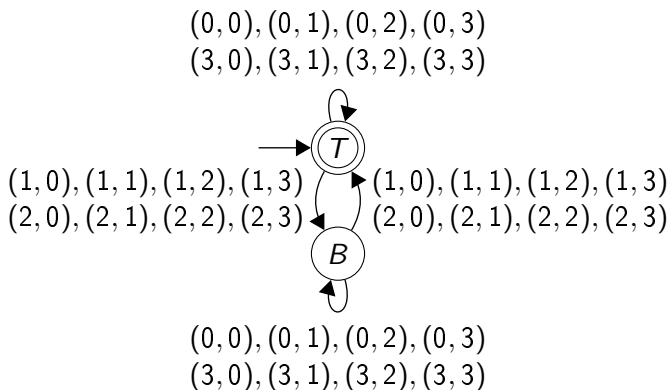 (0, 0), (0, 1), (0, 2), (0, 3)
(3, 0), (3, 1), (3, 2), (3, 3)
T
(1, 0), (1, 1), (1, 2), (1, 3)
(2, 0), (2, 1), (2, 2), (2, 3)
(1, 0), (1, 1), (1, 2), (1, 3)
(2, 0), (2, 1), (2, 2), (2, 3)
B
(0, 0), (0, 1), (0, 2), (0, 3)
(3, 0), (3, 1), (3, 2), (3, 3)